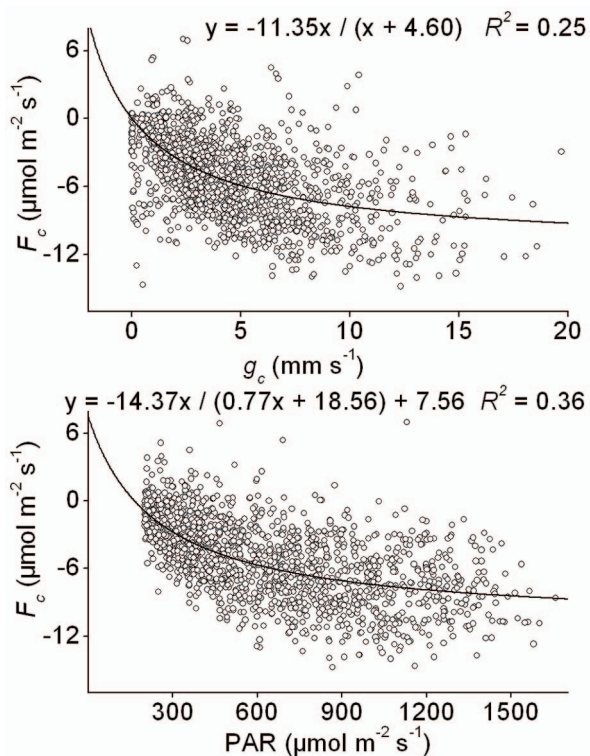 y = -11.35x / (x + 4.60) R² = 0.25
6
0
-6
-12
F_c (µmol m⁻² s⁻¹)
0 5 10 15 20
g_c (mm s⁻¹)
y = -14.37x / (0.77x + 18.56) + 7.56 R² = 0.36
6
0
-6
-12
F_c (µmol m⁻² s⁻¹)
300 600 900 1200 1500
PAR (µmol m⁻² s⁻¹)